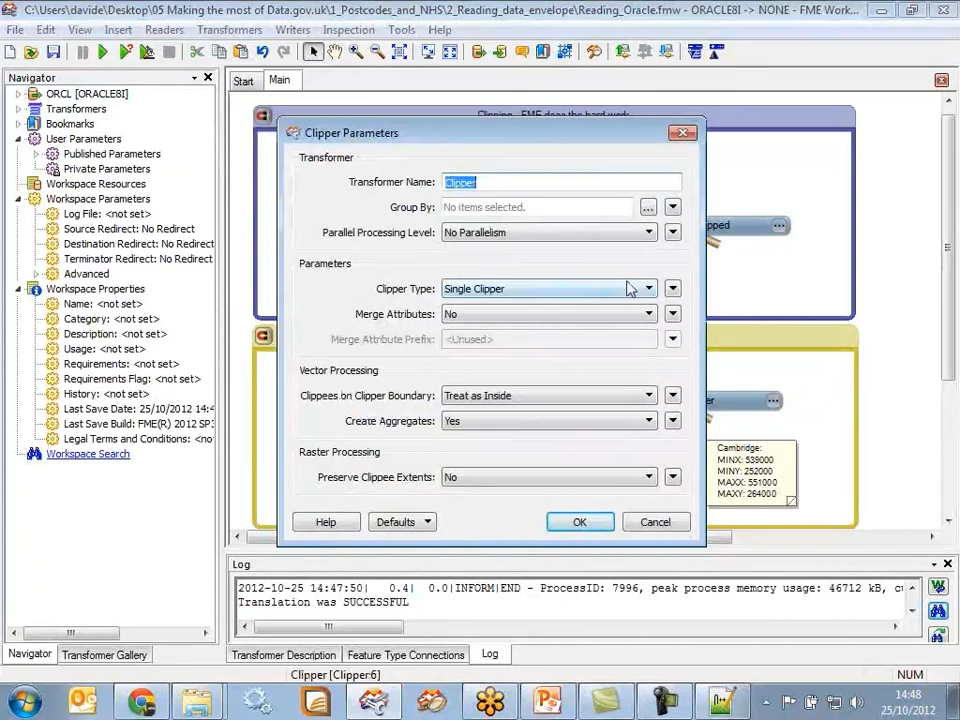 C:\Users\davide\Desktop\05 Making the most of Data.gov.uk\1_Postcodes_and_NHS\2_Reading_data_envelope\Reading_Oracle.fmw - ORACLE8I -> NONE - FME Work...
File Edit View Insert Readers Transformers Writers Inspection Tools Help
Navigator
ORCL [ORACLE8I]
Transformers
Bookmarks
User Parameters
Published Parameters
Private Parameters
Workspace Resources
Workspace Parameters
Log File: <not set>
Source Redirect: No Redirect
Destination Redirect: No Redire
Terminator Redirect: No Redirec
Advanced
Workspace Properties
Name: <not set>
Category: <not set>
Description: <not set>
Usage: <not set>
Requirements: <not set>
Requirements Flag: <not set>
History: <not set>
Last Save Date: 25/10/2012 14:4
Last Save Build: FME(R) 2012 SP3
Legal Terms and Conditions: <no
Workspace Search
Navigator Transformer Gallery
Start Main
Clipper Parameters
Transformer
Transformer Name: Clipper
Group By: No items selected.
Parallel Processing Level: No Parallelism
Parameters
Clipper Type: Single Clipper
Merge Attributes: No
Merge Attribute Prefix: <Unused>
Vector Processing
Clippees on Clipper Boundary: Treat as Inside
Create Aggregates: Yes
Raster Processing
Preserve Clippee Extents: No
Help Defaults OK Cancel
pped
er
Cambridge:
MINX: 539000
MINY: 252000
MAXX: 551000
MAXY: 264000
Log
2012-10-25 14:47:50| 0.4| 0.0|INFORM|END - ProcessID: 7996, peak process memory usage: 46712 kB, cu
Translation was SUCCESSFUL
Transformer Description Feature Type Connections Log
Clipper [Clipper:6] NUM
14:48
25/10/2012